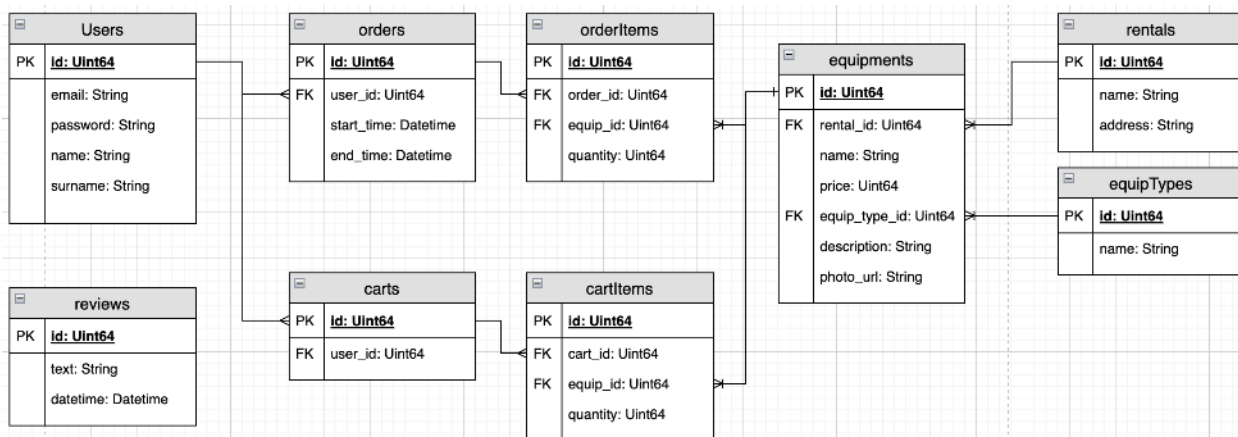 Users
PK id: Uint64
email: String
password: String
name: String
surname: String
orders
PK id: Uint64
FK user_id: Uint64
start_time: Datetime
end_time: Datetime
orderItems
PK id: Uint64
FK order_id: Uint64
FK equip_id: Uint64
quantity: Uint64
equipments
PK id: Uint64
FK rental_id: Uint64
name: String
price: Uint64
FK equip_type_id: Uint64
description: String
photo_url: String
rentals
PK id: Uint64
name: String
address: String
equipTypes
PK id: Uint64
name: String
reviews
PK id: Uint64
text: String
datetime: Datetime
carts
PK id: Uint64
FK user_id: Uint64
cartItems
PK id: Uint64
FK cart_id: Uint64
FK equip_id: Uint64
quantity: Uint64